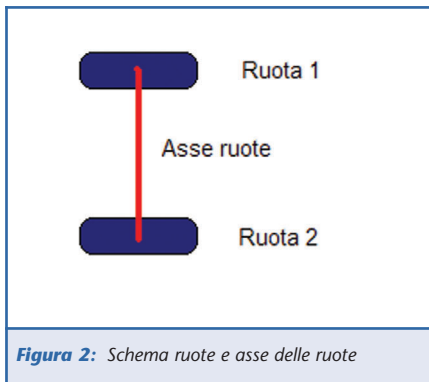 Ruota 1
Asse ruote
Ruota 2
Figura 2: Schema ruote e asse delle ruote